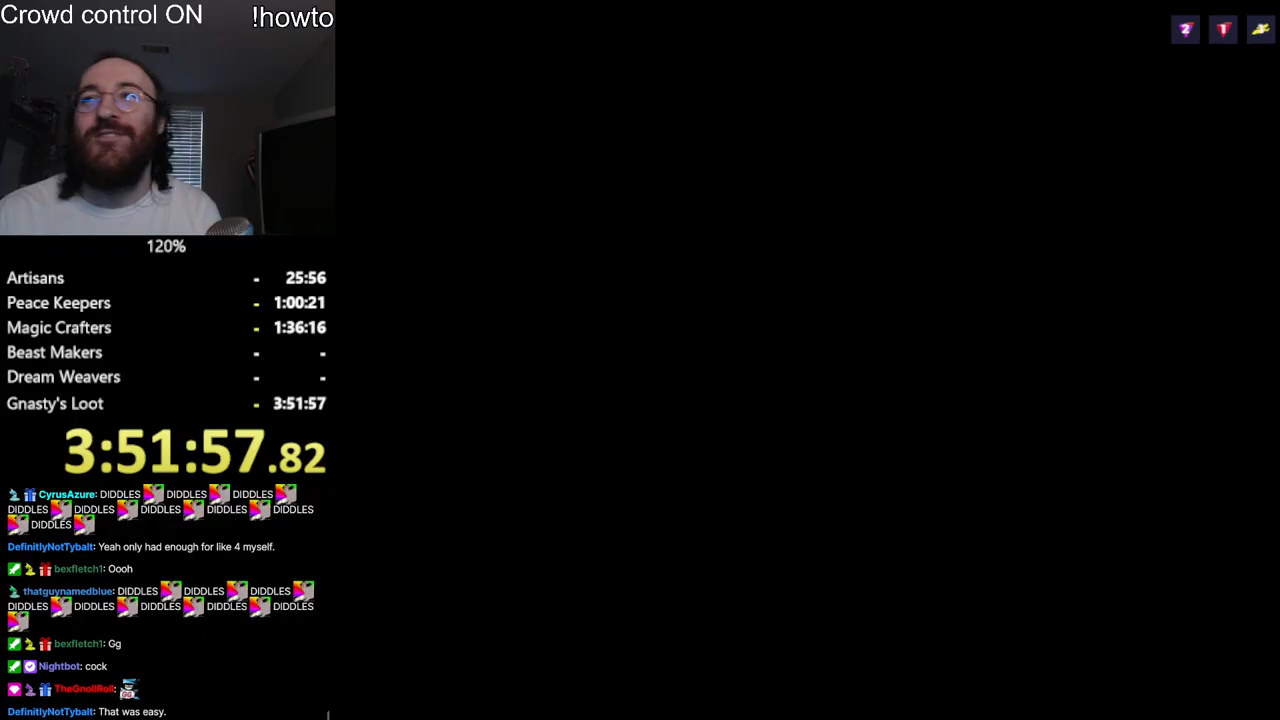 Crowd control ON !howto
2 1
120%
Artisans - 25:56
Peace Keepers - 1:00:21
Magic Crafters - 1:36:16
Beast Makers - -
Dream Weavers - -
Gnasty's Loot - 3:51:57
3:51:57.82
CyrusAzure: DIDDLES DIDDLES DIDDLES
DIDDLES DIDDLES DIDDLES DIDDLES DIDDLES
DIDDLES
DefinitlyNotTybalt: Yeah only had enough for like 4 myself.
bexfletch1: Oooh
thatguynamedblue: DIDDLES DIDDLES DIDDLES
DIDDLES DIDDLES DIDDLES DIDDLES DIDDLES
bexfletch1: Gg
Nightbot: cock
TheGnollRoll: GG
DefinitlyNotTybalt: That was easy.